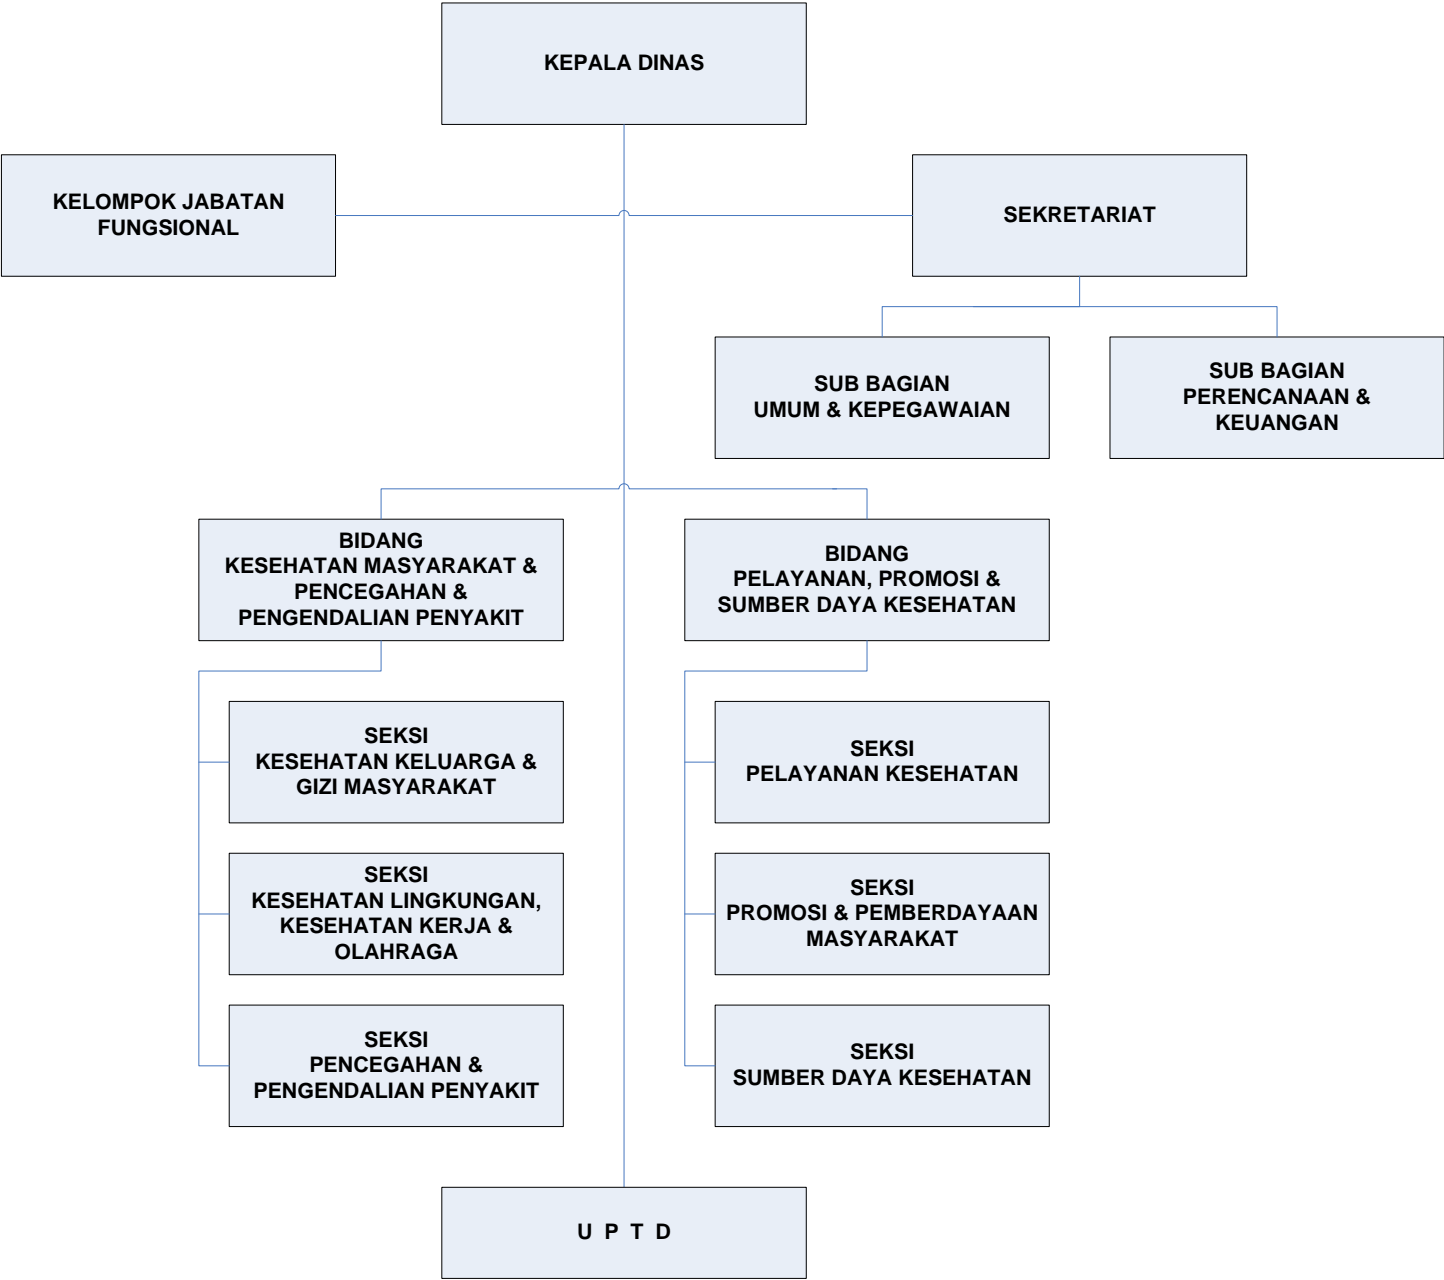 KEPALA DINAS
KELOMPOK JABATAN
FUNGSIONAL
SEKRETARIAT
SUB BAGIAN
UMUM & KEPEGAWAIAN
SUB BAGIAN
PERENCANAAN &
KEUANGAN
BIDANG
KESEHATAN MASYARAKAT &
PENCEGAHAN &
PENGENDALIAN PENYAKIT
BIDANG
PELAYANAN, PROMOSI &
SUMBER DAYA KESEHATAN
SEKSI
KESEHATAN KELUARGA &
GIZI MASYARAKAT
SEKSI
PELAYANAN KESEHATAN
SEKSI
KESEHATAN LINGKUNGAN,
KESEHATAN KERJA &
OLAHRAGA
SEKSI
PROMOSI & PEMBERDAYAAN
MASYARAKAT
SEKSI
PENCEGAHAN &
PENGENDALIAN PENYAKIT
SEKSI
SUMBER DAYA KESEHATAN
U P T D